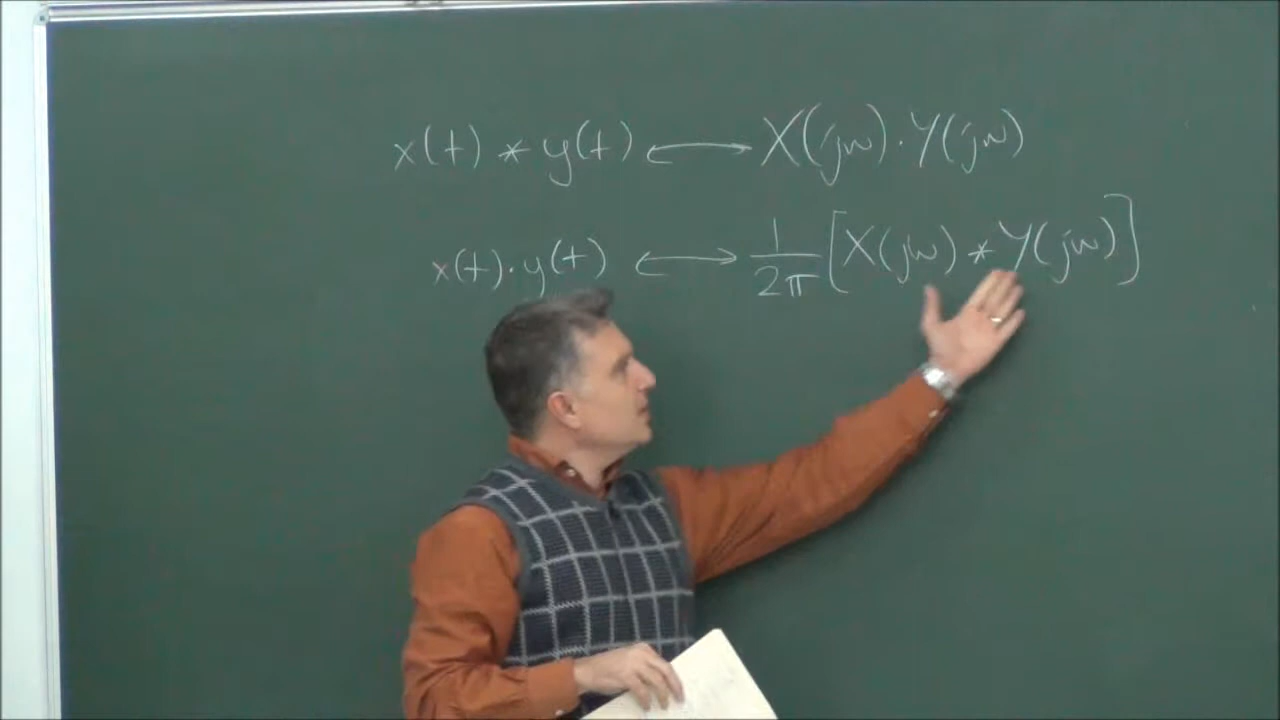 x(t) * y(t) ⟷ X(jω) · Y(jω)
x(t) · y(t) ⟷ 1/2π [X(jω) * Y(jω)]